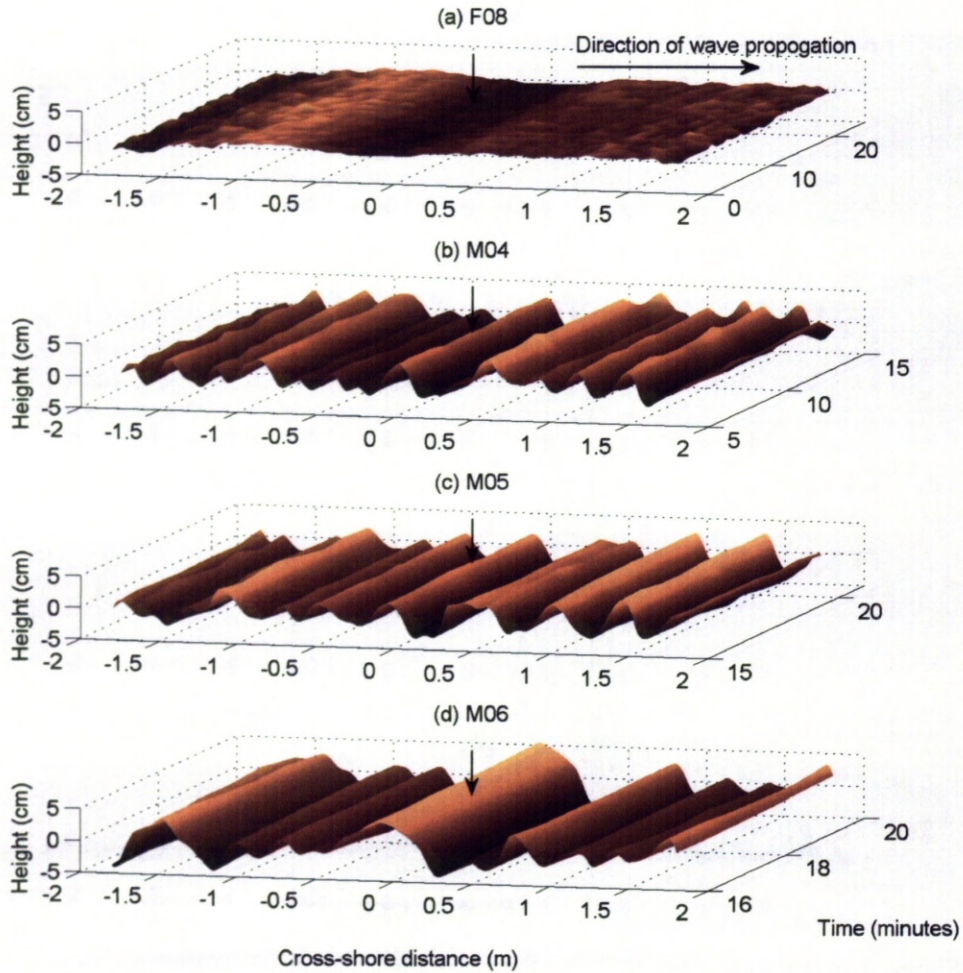 (a) F08
Direction of wave propogation
Height (cm)
5
0
-5
-2 -1.5 -1 -0.5 0 0.5 1 1.5 2
0 10 20
(b) M04
Height (cm)
5
0
-5
-2 -1.5 -1 -0.5 0 0.5 1 1.5 2
5 10 15
(c) M05
Height (cm)
5
0
-5
-2 -1.5 -1 -0.5 0 0.5 1 1.5 2
15 20
(d) M06
Height (cm)
5
0
-5
-2 -1.5 -1 -0.5 0 0.5 1 1.5 2
16 18 20
Time (minutes)
Cross-shore distance (m)